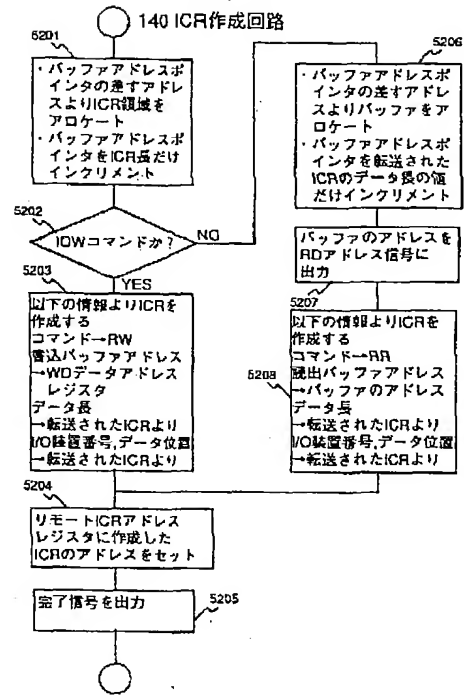 140 ICR作成回路
5201
・バッファアドレスポ
インタの差すアドレ
スよりICR領域を
アロケート
・バッファアドレスポ
インタをICR長だけ
インクリメント
5202
IOWコマンドか？
NO
YES
5203
以下の情報よりICRを
作成する
コマンド→RW
書込バッファアドレス
→WDデータアドレス
レジスタ
データ長
→転送されたICRより
I/O装置番号,データ位置
→転送されたICRより
5206
・バッファアドレスポ
インタの差すアドレ
スよりバッファをア
ロケート
・バッファアドレスポ
インタを転送された
ICRのデータ長の値
だけインクリメント
バッファのアドレスを
RDアドレス信号に
出力
5207
以下の情報よりICRを
作成する
コマンド→RR
読出バッファアドレス
5208
→バッファのアドレス
データ長
→転送されたICRより
I/O装置番号,データ位置
→転送されたICRより
5204
リモートICRアドレス
レジスタに作成した
ICRのアドレスをセット
完了信号を出力
5205